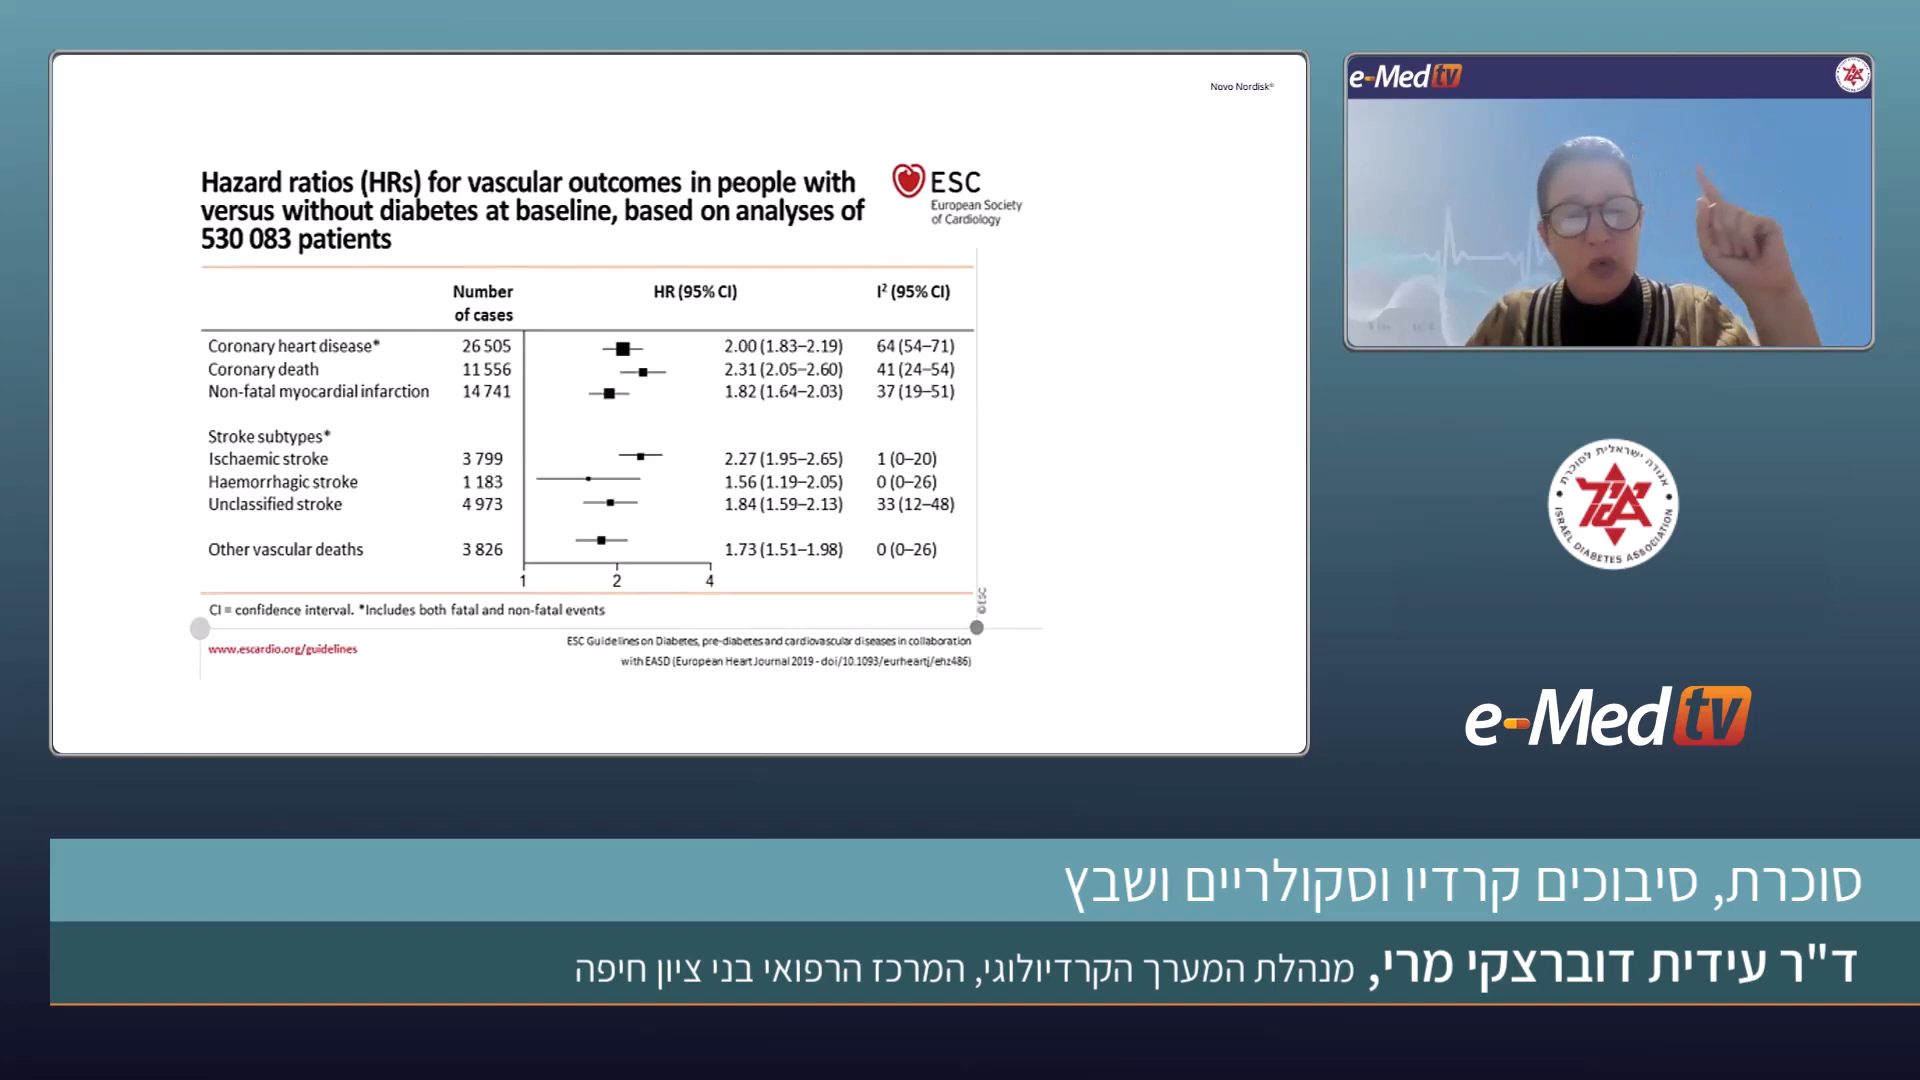 Novo Nordisk®
Hazard ratios (HRs) for vascular outcomes in people with
versus without diabetes at baseline, based on analyses of
530 083 patients
ESC
European Society
of Cardiology
Number
of cases
HR (95% CI)
I² (95% CI)
Coronary heart disease* 26 505 2.00 (1.83–2.19) 64 (54–71)
Coronary death 11 556 2.31 (2.05–2.60) 41 (24–54)
Non-fatal myocardial infarction 14 741 1.82 (1.64–2.03) 37 (19–51)
Stroke subtypes*
Ischaemic stroke 3 799 2.27 (1.95–2.65) 1 (0–20)
Haemorrhagic stroke 1 183 1.56 (1.19–2.05) 0 (0–26)
Unclassified stroke 4 973 1.84 (1.59–2.13) 33 (12–48)
Other vascular deaths 3 826 1.73 (1.51–1.98) 0 (0–26)
1 2 4
CI = confidence interval. *Includes both fatal and non-fatal events
© ESC
www.escardio.org/guidelines
ESC Guidelines on Diabetes, pre-diabetes and cardiovascular diseases in collaboration
with EASD (European Heart Journal 2019 - doi/10.1093/eurheartj/ehz486)
e-Med tv
אגודה ישראלית לסוכרת
ISRAEL DIABETES ASSOCIATION
e-Med tv
סוכרת, סיבוכים קרדיו וסקולריים ושבץ
ד"ר עידית דוברצקי מרי, מנהלת המערך הקרדיולוגי, המרכז הרפואי בני ציון חיפה